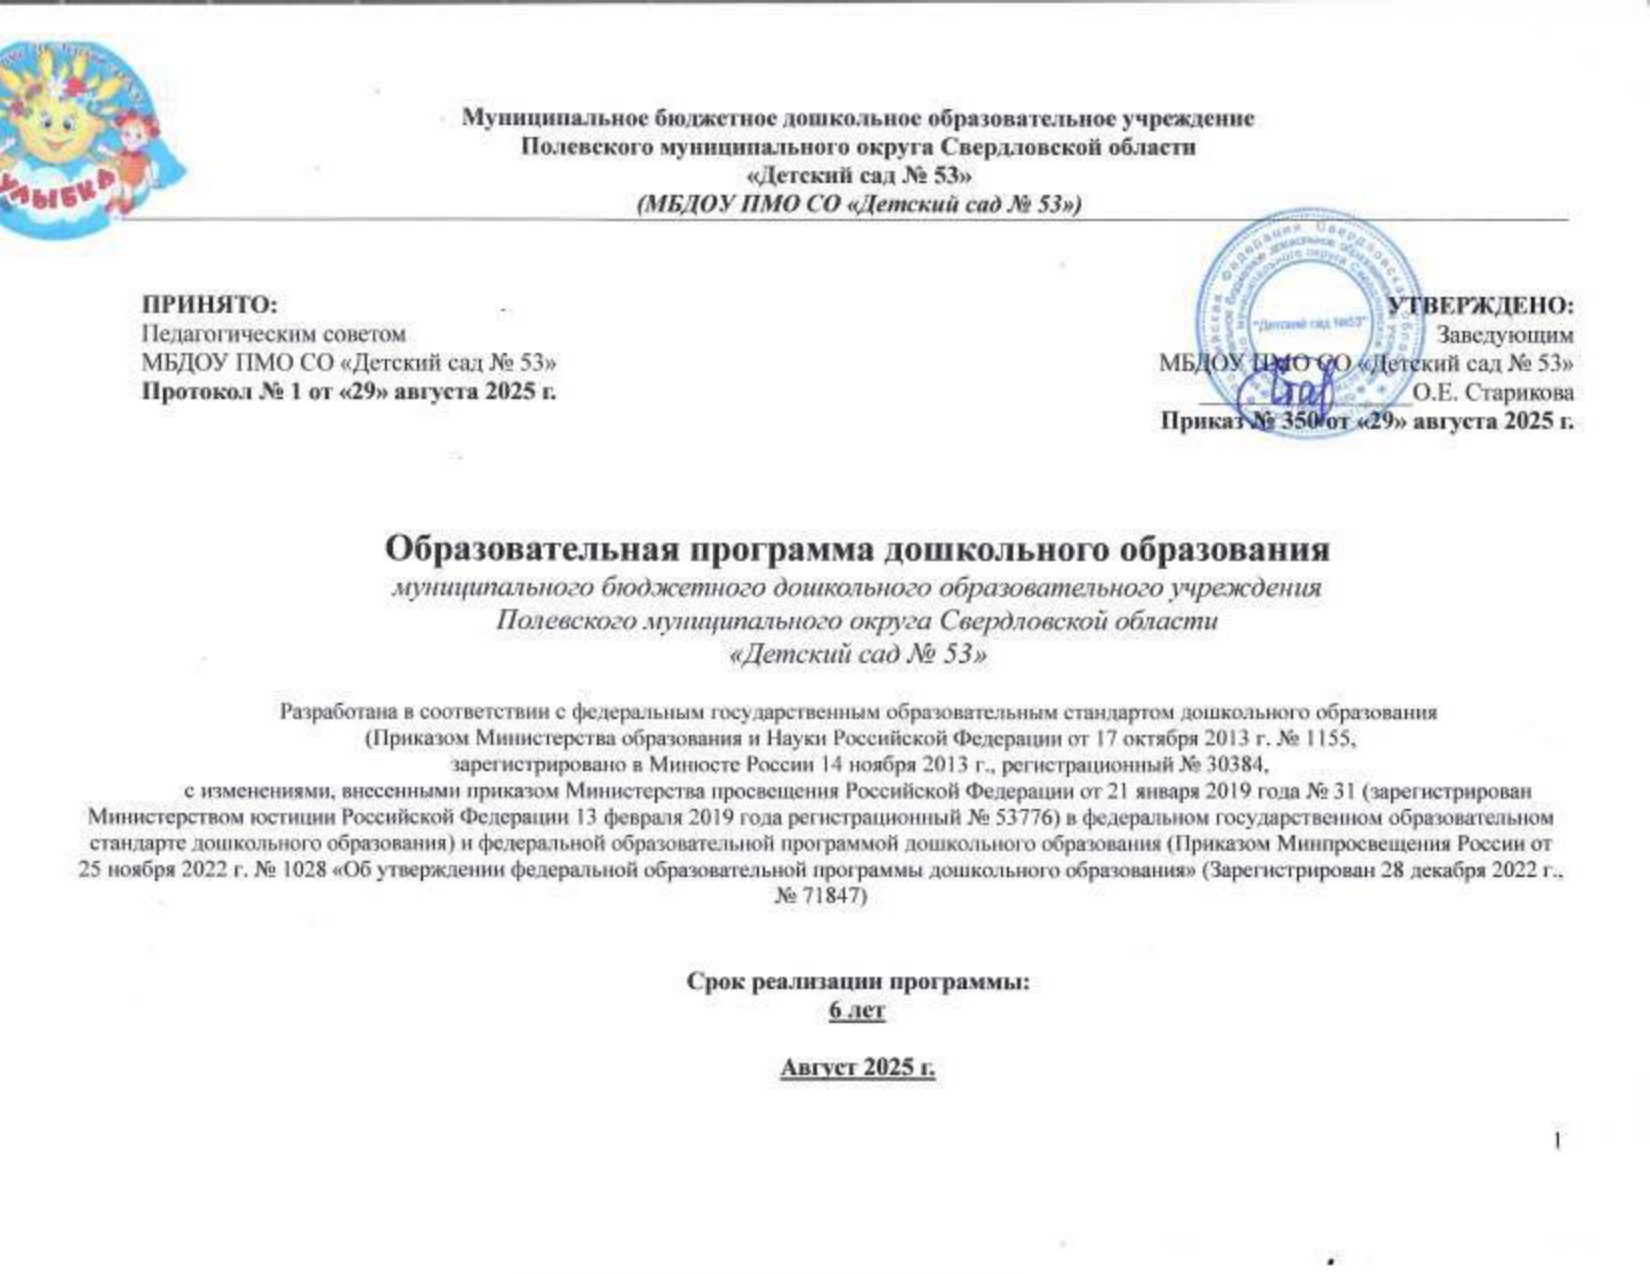 УЛЫБКА
Муниципальное бюджетное дошкольное образовательное учреждение
Полевского муниципального округа Свердловской области
«Детский сад № 53»
(МБДОУ ПМО СО «Детский сад № 53»)
ПРИНЯТО:
Педагогическим советом
МБДОУ ПМО СО «Детский сад № 53»
Протокол № 1 от «29» августа 2025 г.
УТВЕРЖДЕНО:
Заведующим
МБДОУ ПМО СО «Детский сад № 53»
О.Е. Старикова
Приказ № 350 от «29» августа 2025 г.
"Детский сад №53"
Образовательная программа дошкольного образования
муниципального бюджетного дошкольного образовательного учреждения
Полевского муниципального округа Свердловской области
«Детский сад № 53»
Разработана в соответствии с федеральным государственным образовательным стандартом дошкольного образования
(Приказом Министерства образования и Науки Российской Федерации от 17 октября 2013 г. № 1155,
зарегистрировано в Минюсте России 14 ноября 2013 г., регистрационный № 30384,
с изменениями, внесенными приказом Министерства просвещения Российской Федерации от 21 января 2019 года № 31 (зарегистрирован
Министерством юстиции Российской Федерации 13 февраля 2019 года регистрационный № 53776) в федеральном государственном образовательном
стандарте дошкольного образования) и федеральной образовательной программой дошкольного образования (Приказом Минпросвещения России от
25 ноября 2022 г. № 1028 «Об утверждении федеральной образовательной программы дошкольного образования» (Зарегистрирован 28 декабря 2022 г.,
№ 71847)
Срок реализации программы:
6 лет
Август 2025 г.
1